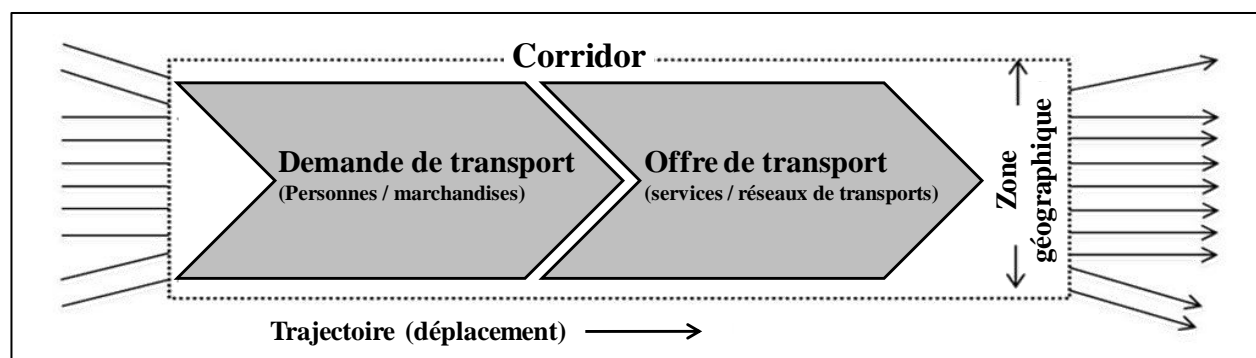 Corridor
Demande de transport
(Personnes / marchandises)
Offre de transport
(services / réseaux de transports)
Zone
géographique
Trajectoire (déplacement)